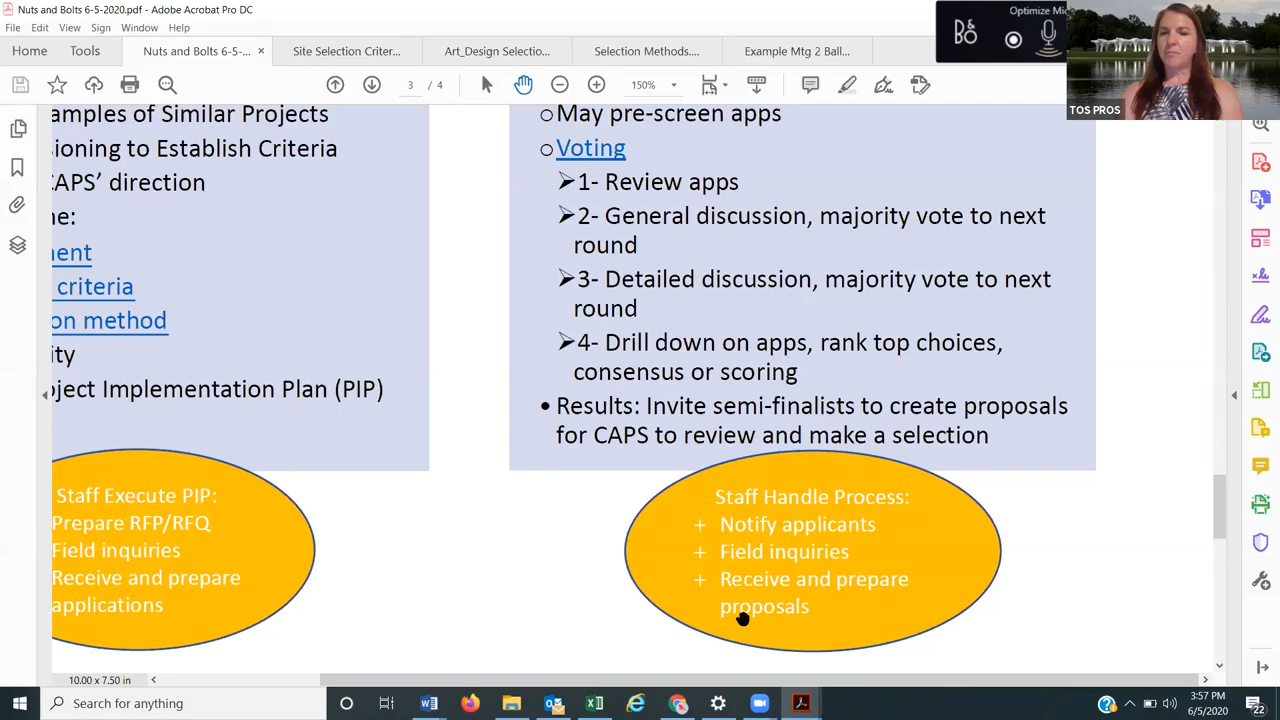 Nuts and Bolts 6-5-2020.pdf - Adobe Acrobat Pro DC
File Edit View Sign Window Help
Home Tools Nuts and Bolts 6-5-... × Site Selection Criter... Art_Design Selectio... Selection Methods.... Example Mtg 2 Ball...
B&O
Optimize Mic
TOS PROS
3 / 4 150%
amples of Similar Projects
sioning to Establish Criteria
CAPS’ direction
ne:
nent
criteria
on method
ity
oject Implementation Plan (PIP)
o May pre-screen apps
o Voting
➢1- Review apps
➢2- General discussion, majority vote to next
round
➢3- Detailed discussion, majority vote to next
round
➢4- Drill down on apps, rank top choices,
consensus or scoring
• Results: Invite semi-finalists to create proposals
for CAPS to review and make a selection
Staff Execute PIP:
Prepare RFP/RFQ
Field inquiries
Receive and prepare
applications
Staff Handle Process:
+ Notify applicants
+ Field inquiries
+ Receive and prepare
proposals
10.00 x 7.50 in
Type here to search
3:57 PM
6/5/2020
22